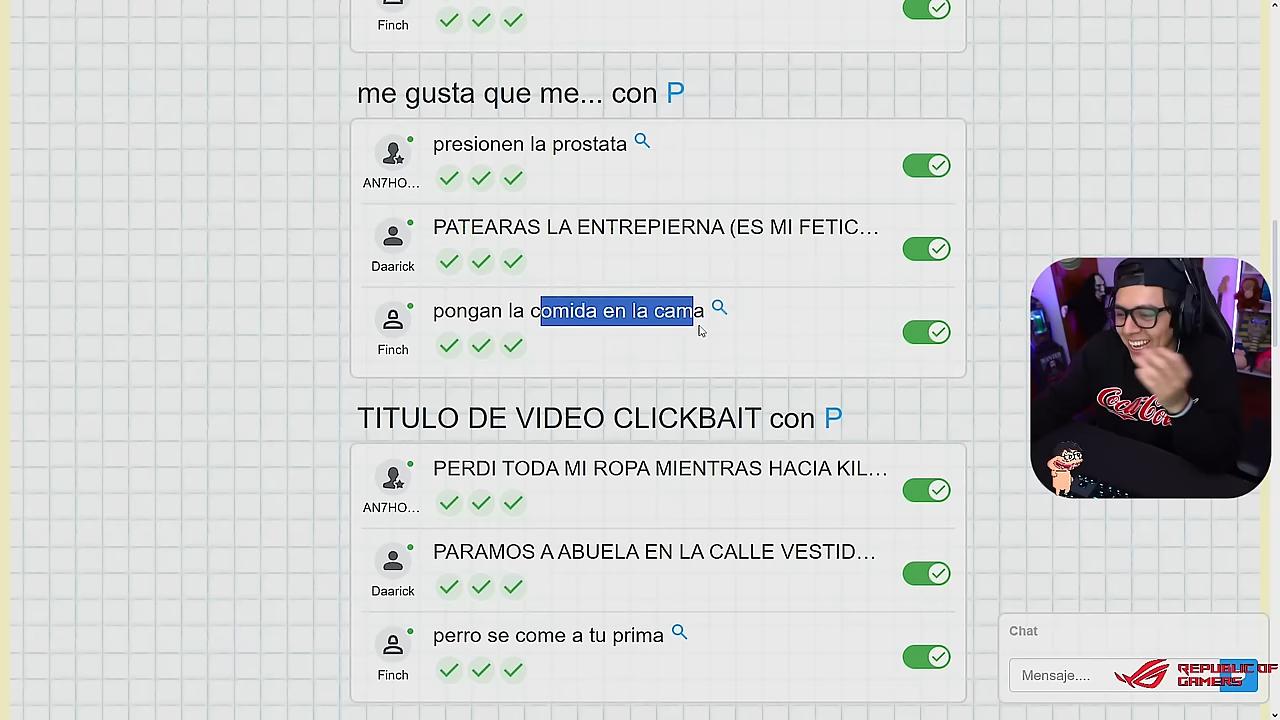 Finch
me gusta que me... con P
presionen la prostata
AN7HO...
PATEARAS LA ENTREPIERNA (ES MI FETIC...
Daarick
pongan la comida en la cama
Finch
TITULO DE VIDEO CLICKBAIT con P
PERDI TODA MI ROPA MIENTRAS HACIA KIL...
AN7HO...
PARAMOS A ABUELA EN LA CALLE VESTID...
Daarick
perro se come a tu prima
Finch
Coca-Cola
Chat
Mensaje....
REPUBLIC OF
GAMERS